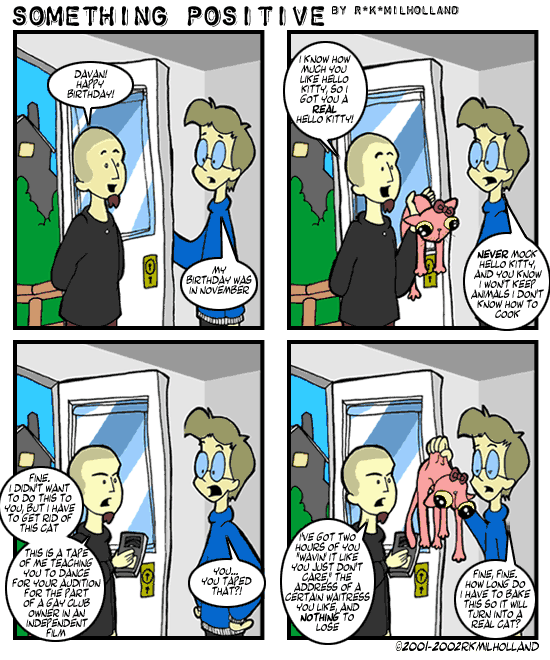 SOMETHING POSITIVE BY R*K*MILHOLLAND
DAVAN!
HAPPY
BIRTHDAY!
MY
BIRTHDAY WAS
IN NOVEMBER
I KNOW HOW
MUCH YOU
LIKE HELLO
KITTY, SO I
GOT YOU A
REAL
HELLO KITTY!
NEVER MOCK
HELLO KITTY,
AND YOU KNOW
I WON'T KEEP
ANIMALS I DON'T
KNOW HOW TO
COOK
FINE.
I DIDN'T WANT
TO DO THIS TO
YOU, BUT I HAVE
TO GET RID OF
THIS CAT
THIS IS A TAPE
OF ME TEACHING
YOU TO DANCE
FOR YOUR AUDITION
FOR THE PART
OF A GAY CLUB
OWNER IN AN
INDEPENDENT
FILM
YOU...
YOU TAPED
THAT?!
I'VE GOT TWO
HOURS OF YOU
"WAVIN' IT LIKE
YOU JUST DON'T
CARE," THE
ADDRESS OF A
CERTAIN WAITRESS
YOU LIKE, AND
NOTHING TO
LOSE
FINE, FINE.
HOW LONG DO
I HAVE TO BAKE
THIS SO IT WILL
TURN INTO A
REAL CAT?
©2001-2002RKMILHOLLAND